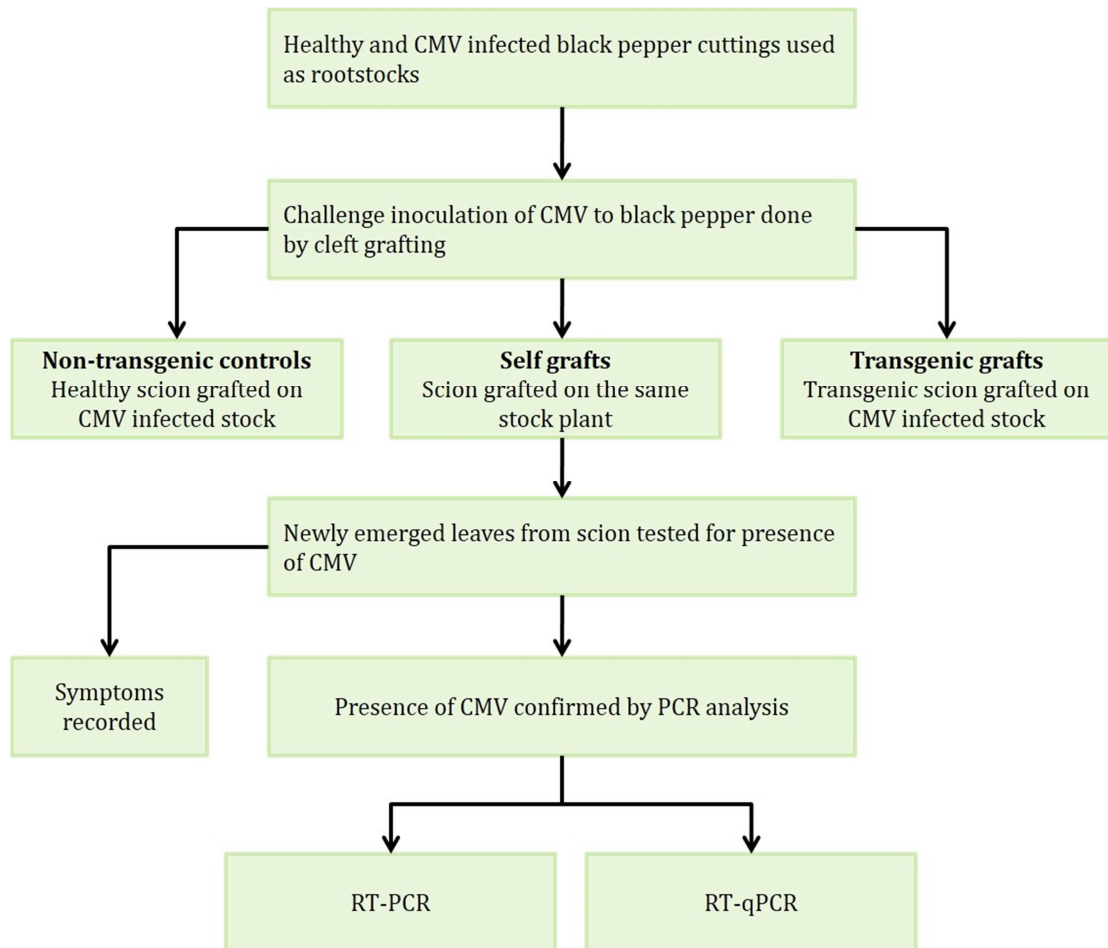 Healthy and CMV infected black pepper cuttings used
as rootstocks
Challenge inoculation of CMV to black pepper done
by cleft grafting
Non-transgenic controls
Healthy scion grafted on
CMV infected stock
Self grafts
Scion grafted on the same
stock plant
Transgenic grafts
Transgenic scion grafted on
CMV infected stock
Newly emerged leaves from scion tested for presence
of CMV
Symptoms
recorded
Presence of CMV confirmed by PCR analysis
RT-PCR
RT-qPCR